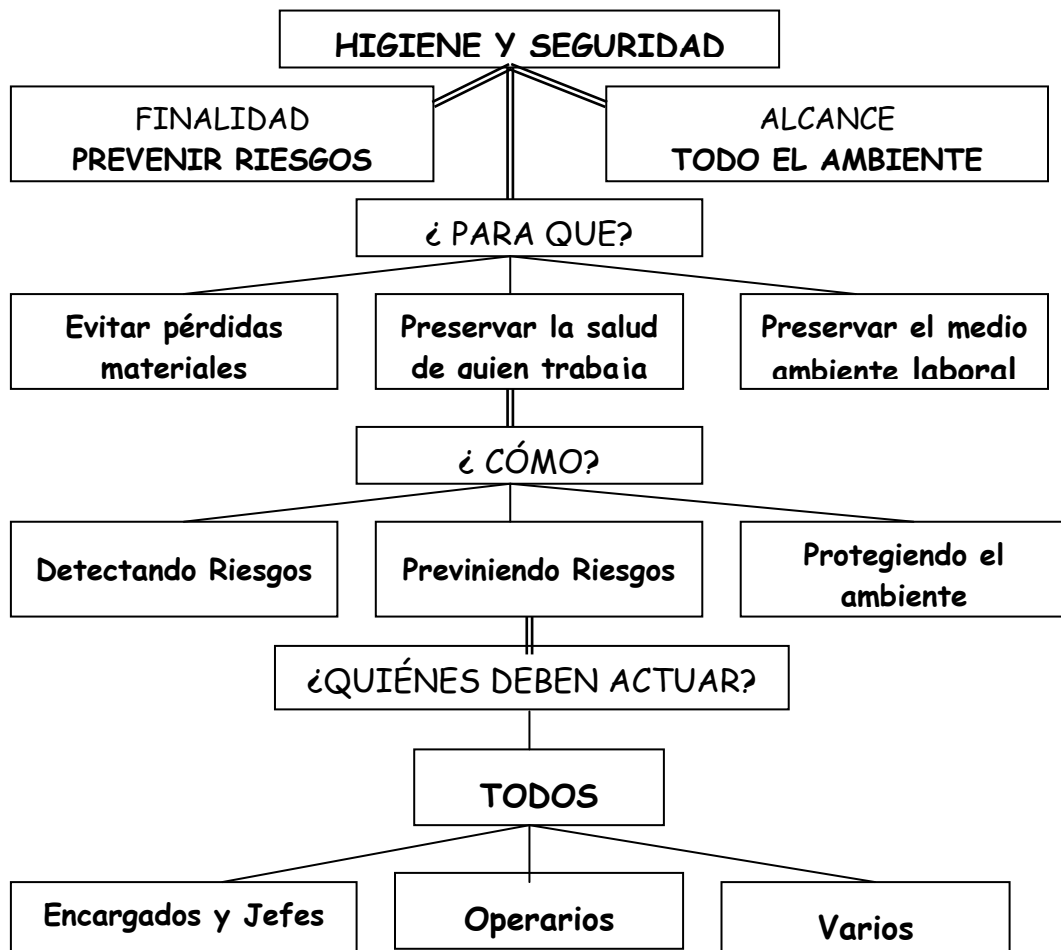 HIGIENE Y SEGURIDAD
FINALIDAD
PREVENIR RIESGOS
ALCANCE
TODO EL AMBIENTE
¿ PARA QUE?
Evitar pérdidas
materiales
Preservar la salud
de quien trabaja
Preservar el medio
ambiente laboral
¿ CÓMO?
Detectando Riesgos
Previniendo Riesgos
Protegiendo el
ambiente
¿QUIÉNES DEBEN ACTUAR?
TODOS
Encargados y Jefes
Operarios
Varios